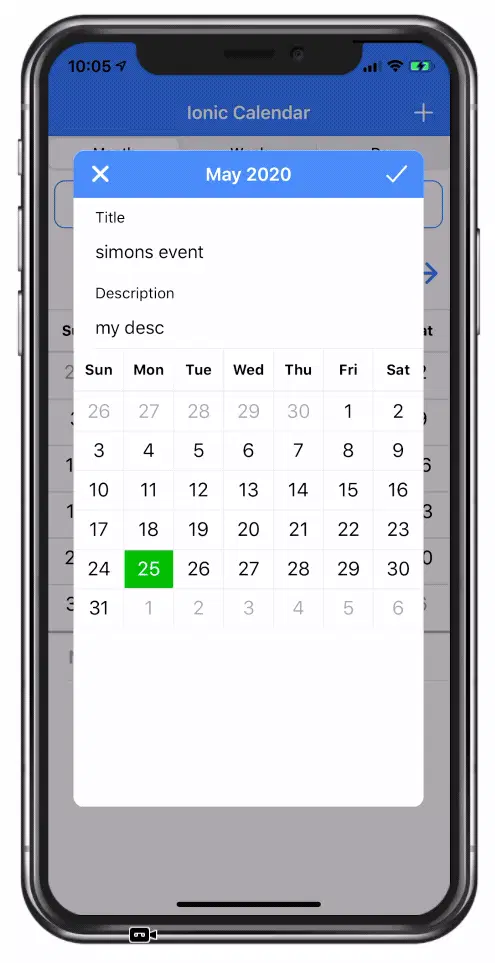 10:05
Ionic Calendar
May 2020
Title
simons event
Description
my desc
Sun Mon Tue Wed Thu Fri Sat
26 27 28 29 30 1 2
3 4 5 6 7 8 9
10 11 12 13 14 15 16
17 18 19 20 21 22 23
24 25 26 27 28 29 30
31 1 2 3 4 5 6